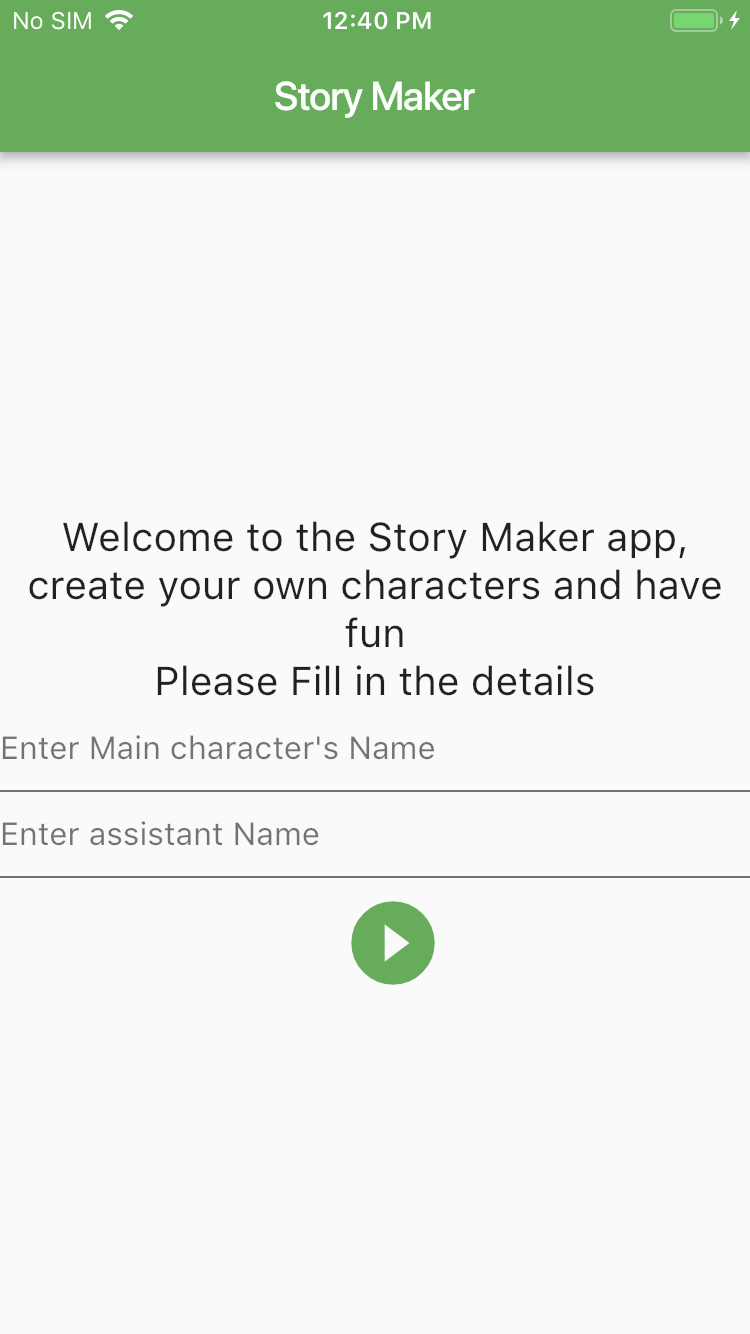 No SIM 12:40 PM
Story Maker
Welcome to the Story Maker app,
create your own characters and have
fun
Please Fill in the details
Enter Main character's Name
Enter assistant Name